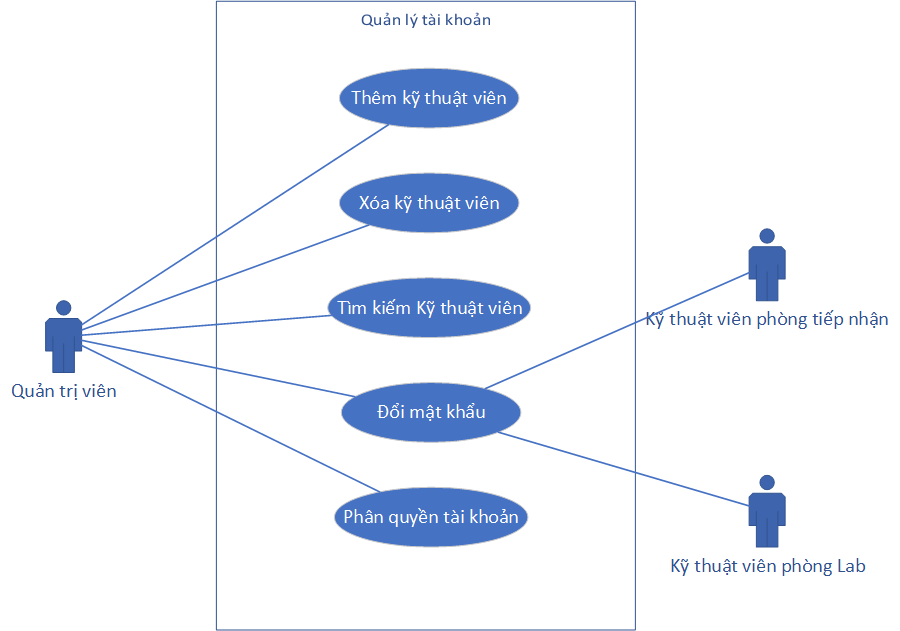 Quản lý tài khoản
Thêm kỹ thuật viên
Xóa kỹ thuật viên
Tìm kiếm Kỹ thuật viên
Kỹ thuật viên phòng tiếp nhận
Quản trị viên
Đổi mật khẩu
Phân quyền tài khoản
Kỹ thuật viên phòng Lab